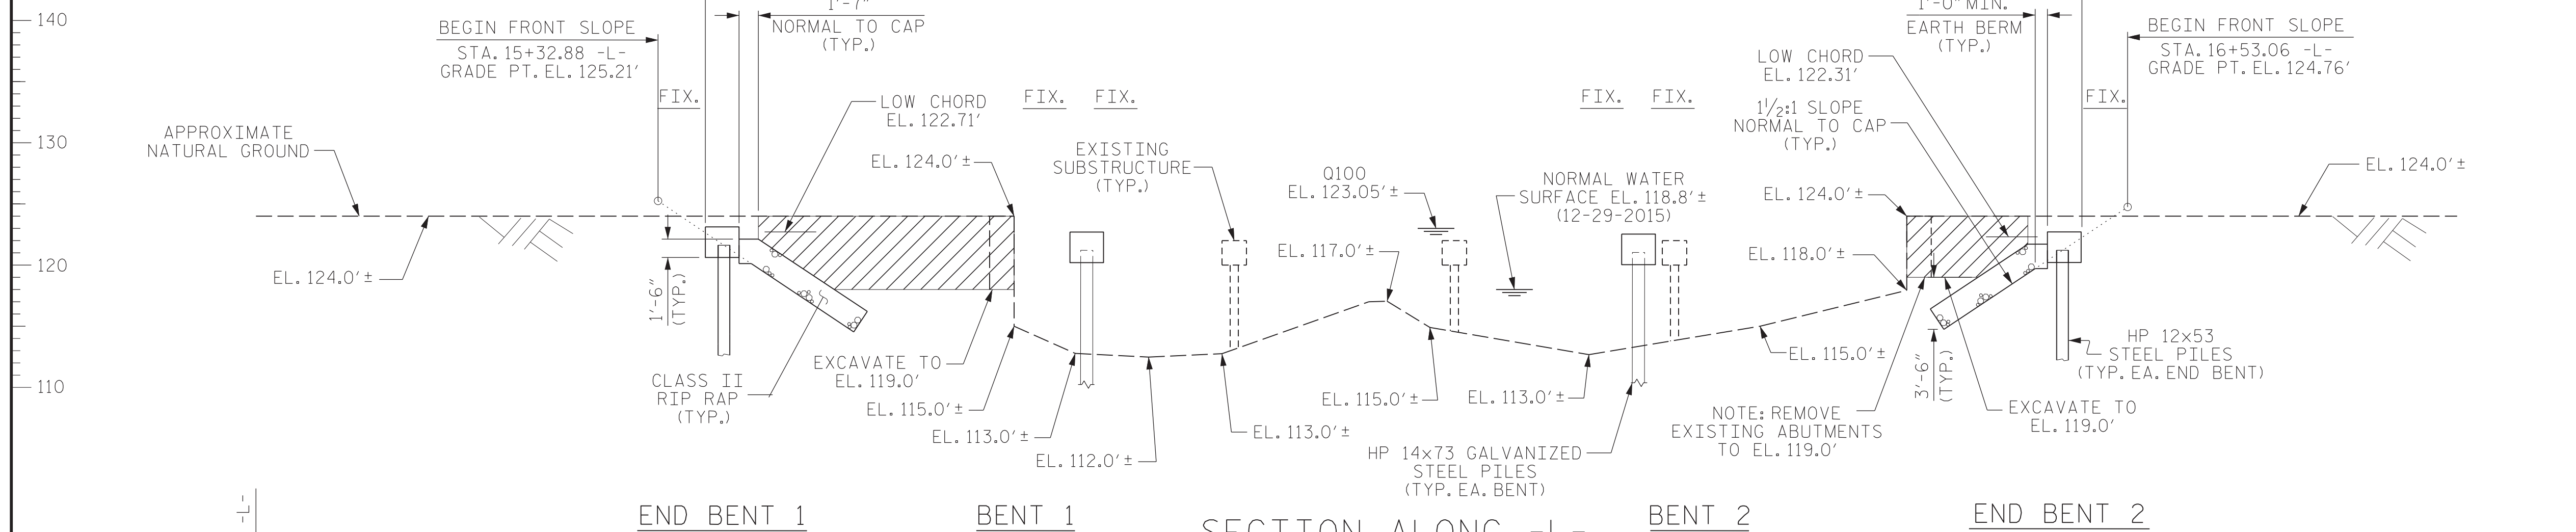 140
130
120
110
BEGIN FRONT SLOPE
STA. 15+32.88 -L-
GRADE PT. EL. 125.21'
1'-7"
NORMAL TO CAP
(TYP.)
FIX.
APPROXIMATE
NATURAL GROUND
EL. 124.0'±
LOW CHORD
EL. 122.71'
EL. 124.0'±
FIX. FIX.
EXISTING
SUBSTRUCTURE
(TYP.)
Q100
EL. 123.05'±
NORMAL WATER
SURFACE EL. 118.8'±
(12-29-2015)
FIX. FIX.
1'-0" MIN.
EARTH BERM
(TYP.)
LOW CHORD
EL. 122.31'
1½:1 SLOPE
NORMAL TO CAP
(TYP.)
FIX.
BEGIN FRONT SLOPE
STA. 16+53.06 -L-
GRADE PT. EL. 124.76'
EL. 124.0'±
EL. 124.0'±
EL. 118.0'±
EL. 117.0'±
1'-6"
(TYP.)
CLASS II
RIP RAP
(TYP.)
EXCAVATE TO
EL. 119.0'
EL. 115.0'±
EL. 113.0'±
EL. 112.0'±
EL. 113.0'±
EL. 115.0'±
EL. 113.0'±
HP 14x73 GALVANIZED
STEEL PILES
(TYP. EA. BENT)
EL. 115.0'±
NOTE: REMOVE
EXISTING ABUTMENTS
TO EL. 119.0'
3'-6"
(TYP.)
EXCAVATE TO
EL. 119.0'
HP 12x53
STEEL PILES
(TYP. EA. END BENT)
-L-
END BENT 1
BENT 1
SECTION ALONG -L-
BENT 2
END BENT 2